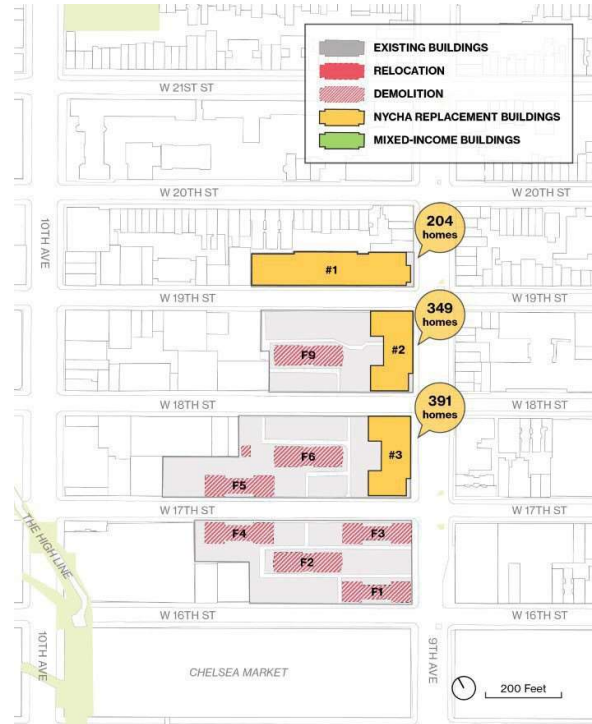 EXISTING BUILDINGS
RELOCATION
DEMOLITION
NYCHA REPLACEMENT BUILDINGS
MIXED-INCOME BUILDINGS
W 21ST ST
W 20TH ST
W 20TH ST
10TH AVE
204
homes
#1
W 19TH ST
W 19TH ST
349
homes
#2
F9
W 18TH ST
W 18TH ST
391
homes
#3
F6
F5
W 17TH ST
W 17TH ST
F4
F3
F2
F1
THE HIGH LINE
W 16TH ST
W 16TH ST
10TH AVE
CHELSEA MARKET
9TH AVE
200 Feet